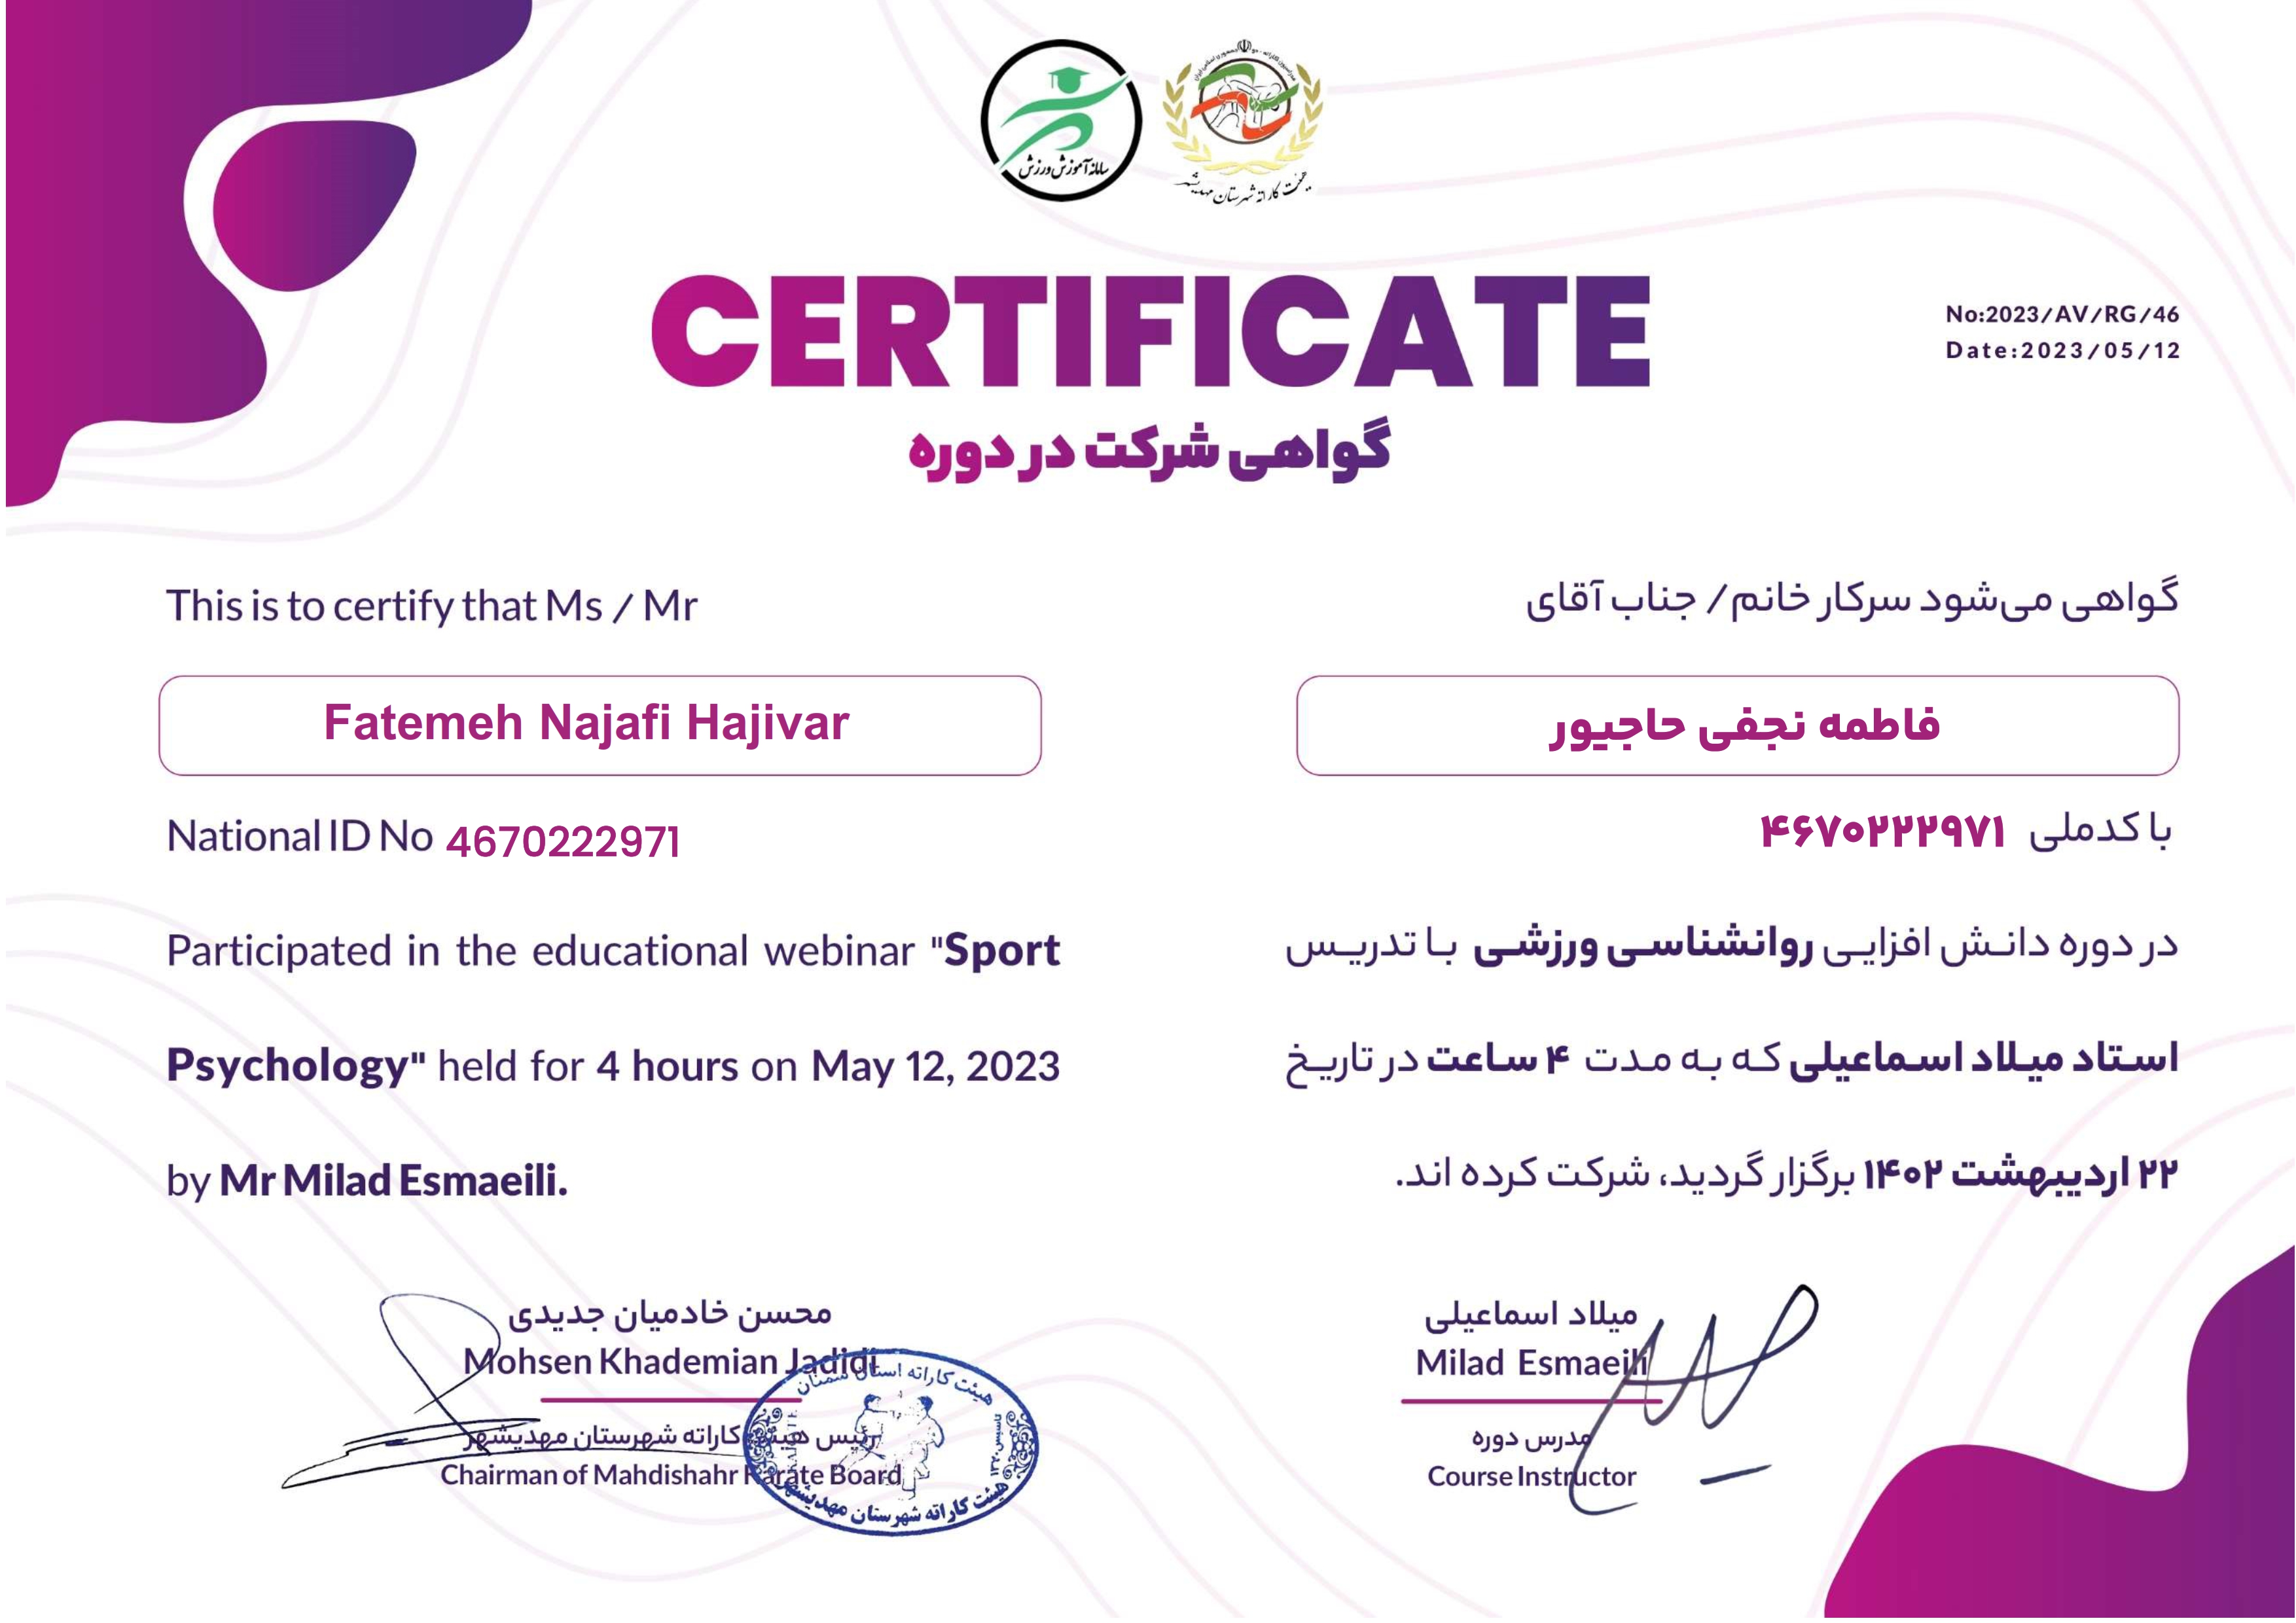 سامانه آموزش ورزش
هیئت کاراته شهرستان مهدیشهر
CERTIFICATE
No:2023/AV/RG/46
Date:2023/05/12
گواهی شرکت در دوره
This is to certify that Ms / Mr
Fatemeh Najafi Hajivar
National ID No 4670222971
Participated in the educational webinar "Sport
Psychology" held for 4 hours on May 12, 2023
by Mr Milad Esmaeili.
گواهی می‌شود سرکار خانم/ جناب آقای
فاطمه نجفی حاجیور
با کدملی ۴۶۷۰۲۲۲۹۷۱
در دوره دانش افزایی روانشناسی ورزشی با تدریس
استاد میلاد اسماعیلی که به مدت ۴ ساعت در تاریخ
۲۲ اردیبهشت ۱۴۰۲ برگزار گردید، شرکت کرده اند.
محسن خادمیان جدیدی
Mohsen Khademian Jadidi
رئیس هیئت کاراته شهرستان مهدیشهر
Chairman of Mahdishahr Karate Board
هیئت کاراته استان سمنان
هیئت کاراته شهرستان مهدیشهر
میلاد اسماعیلی
Milad Esmaeili
مدرس دوره
Course Instructor